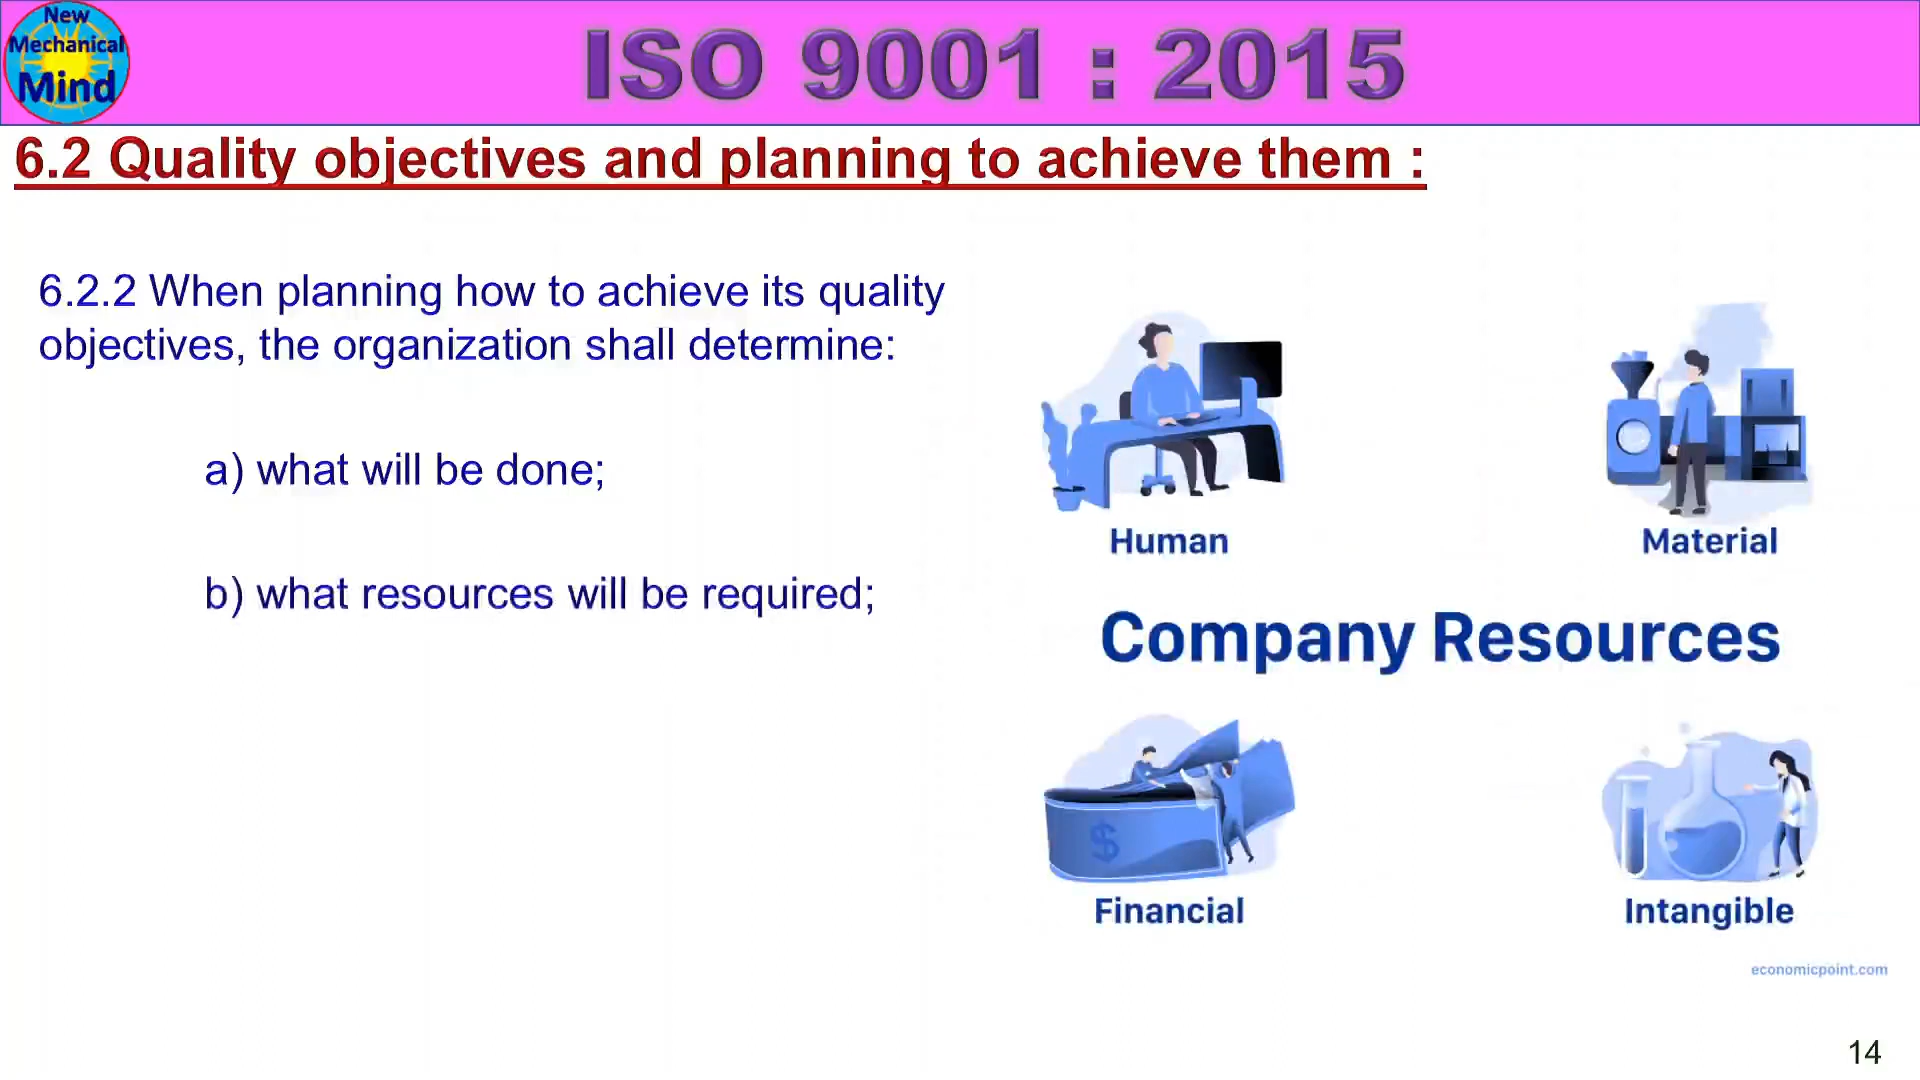 New
Mechanical
Mind
ISO 9001 : 2015
6.2 Quality objectives and planning to achieve them :
6.2.2 When planning how to achieve its quality
objectives, the organization shall determine:
a) what will be done;
b) what resources will be required;
Human
Material
Company Resources
$
Financial
Intangible
economicpoint.com
14